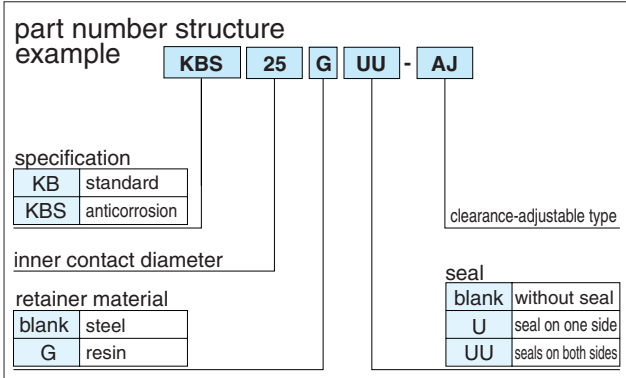 part number structure
example
KBS 25 G UU - AJ
specification
KB standard
KBS anticorrosion
clearance-adjustable type
inner contact diameter
seal
retainer material
blank without seal
blank steel
U seal on one side
G resin
UU seals on both sides